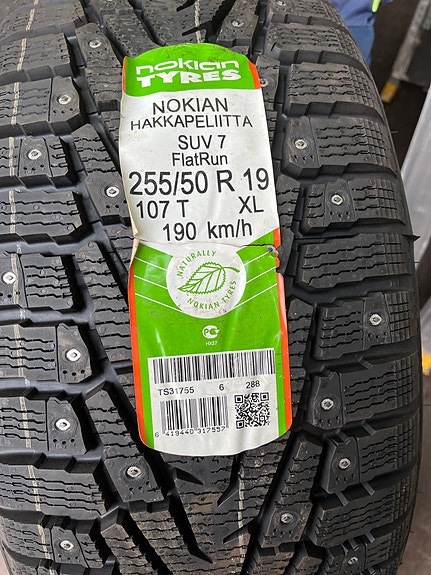 nokian
TYRES
NOKIAN
HAKKAPELIITTA
SUV 7
FlatRun
255/50 R 19
107 T XL
190 km/h
NATURALLY
NOKIAN TYRES
TS31755 6 288
6 419440 317557